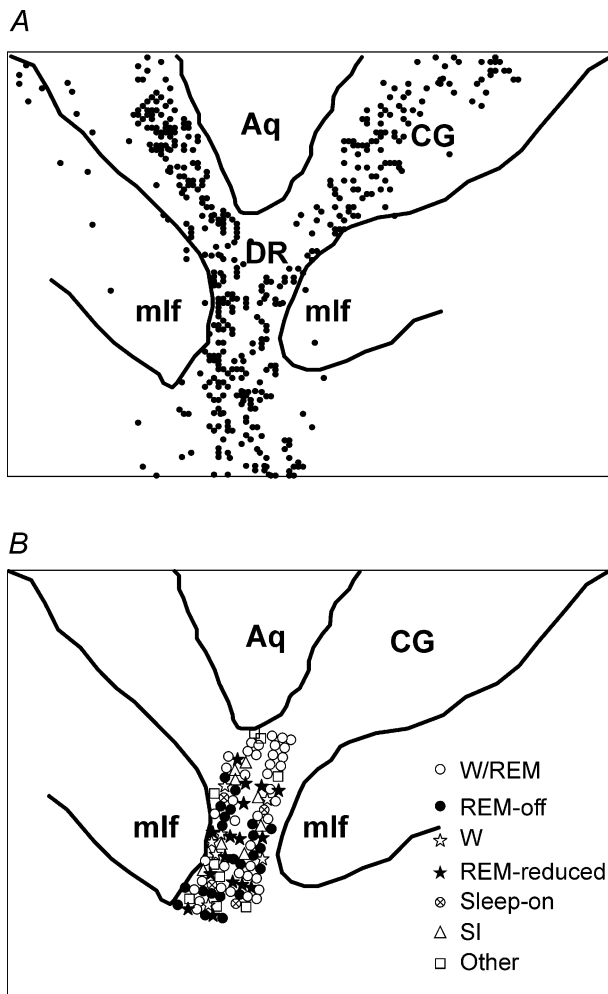 A
Aq
CG
DR
mlf
mlf
B
Aq
CG
mlf
mlf
W/REM
REM-off
W
REM-reduced
Sleep-on
SI
Other